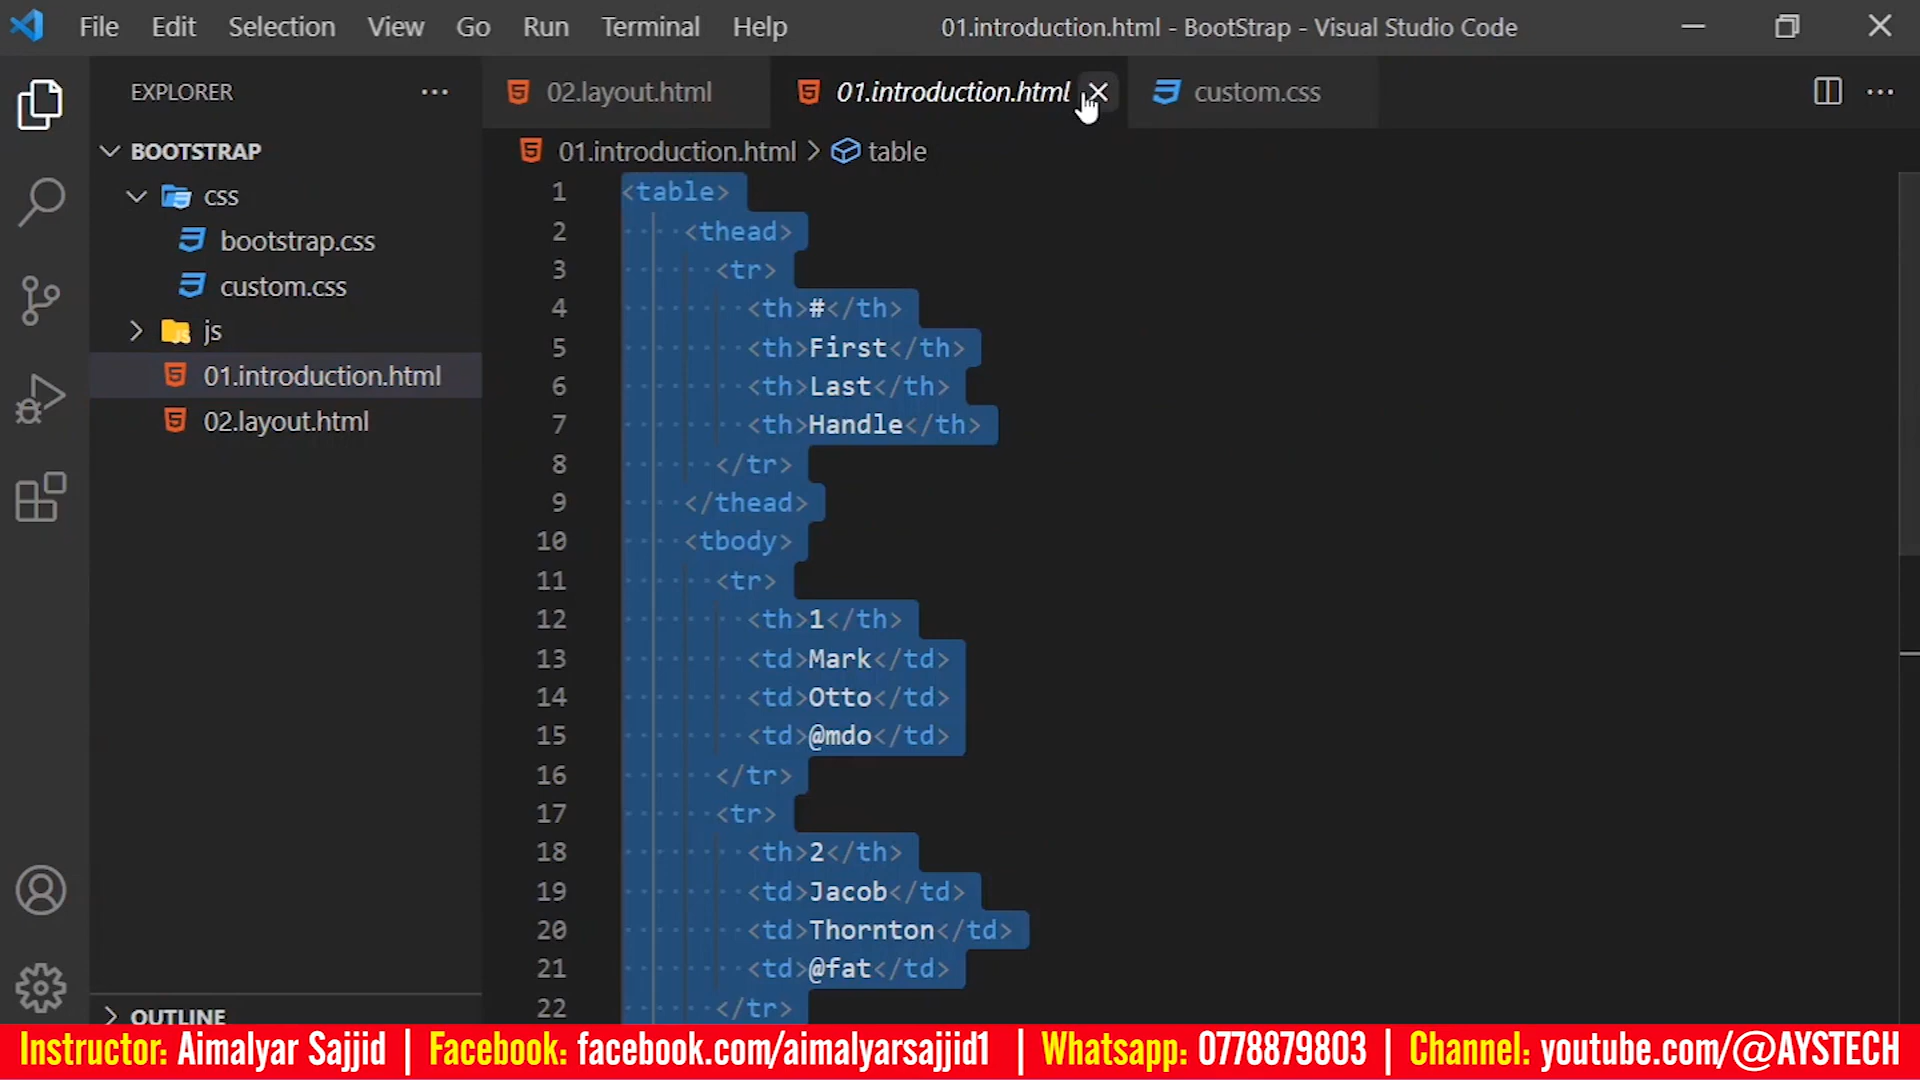 File Edit Selection View Go Run Terminal Help 01.introduction.html - BootStrap - Visual Studio Code
EXPLORER
BOOTSTRAP
css
bootstrap.css
custom.css
js
01.introduction.html
02.layout.html
OUTLINE
02.layout.html 01.introduction.html custom.css
01.introduction.html > table
1 <table>
2 <thead>
3 <tr>
4 <th>#</th>
5 <th>First</th>
6 <th>Last</th>
7 <th>Handle</th>
8 </tr>
9 </thead>
10 <tbody>
11 <tr>
12 <th>1</th>
13 <td>Mark</td>
14 <td>Otto</td>
15 <td>@mdo</td>
16 </tr>
17 <tr>
18 <th>2</th>
19 <td>Jacob</td>
20 <td>Thornton</td>
21 <td>@fat</td>
22 </tr>
Instructor: Aimalyar Sajjid | Facebook: facebook.com/aimalyarsajjid1 | Whatsapp: 0778879803 | Channel: youtube.com/@AYSTECH